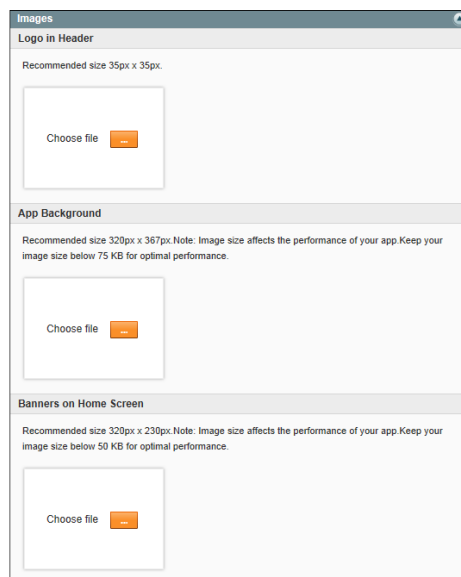 Images
Logo in Header
Recommended size 35px x 35px.
Choose file ...
App Background
Recommended size 320px x 367px.Note: Image size affects the performance of your app.Keep your
image size below 75 KB for optimal performance.
Choose file ...
Banners on Home Screen
Recommended size 320px x 230px.Note: Image size affects the performance of your app.Keep your
image size below 50 KB for optimal performance.
Choose file ...